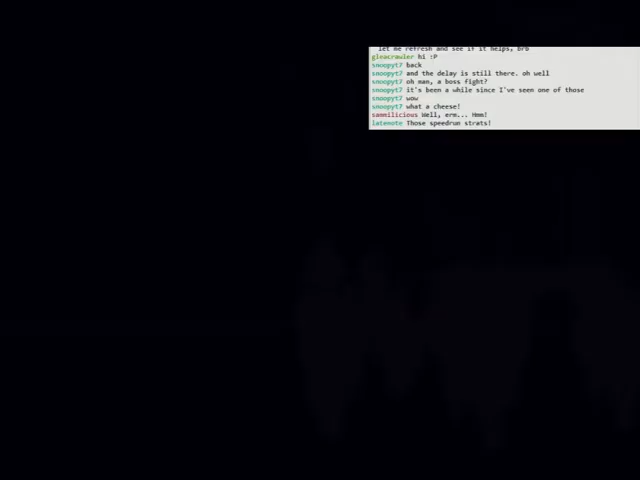 let me refresh and see if it helps, brb
gleacrawler hi :P
snoopyt7 back
snoopyt7 and the delay is still there. oh well
snoopyt7 oh man, a boss fight?
snoopyt7 it's been a while since I've seen one of those
snoopyt7 wow
snoopyt7 what a cheese!
sammilicious Well, erm... Hmm!
latenote Those speedrun strats!